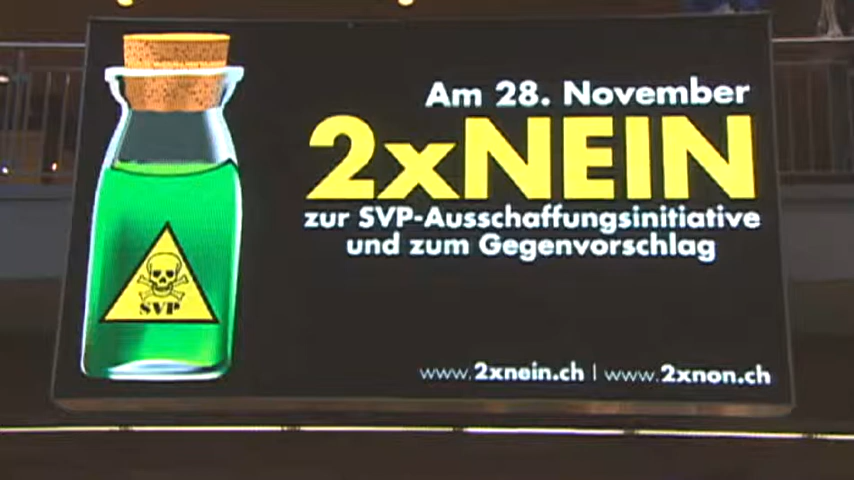 Am 28. November
2xNEIN
zur SVP-Ausschaffungsinitiative
und zum Gegenvorschlag
SVP
www.2xnein.ch | www.2xnon.ch